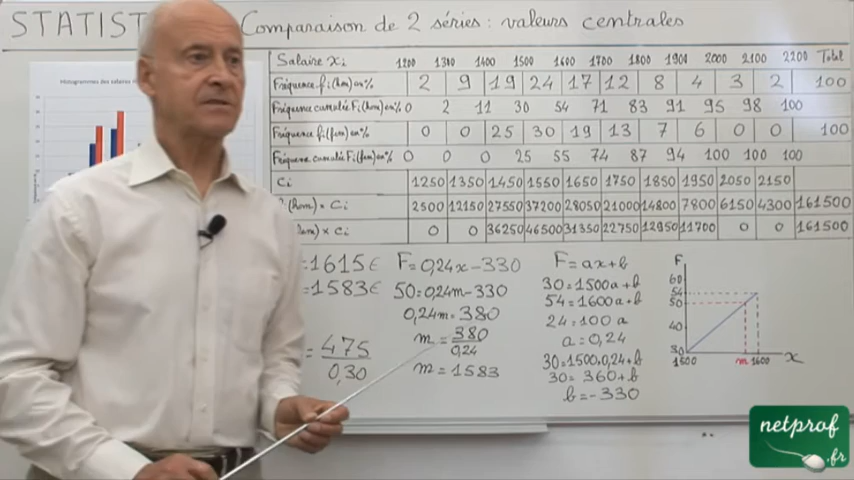 STATIST Comparaison de 2 séries : valeurs centrales
Histogrammes des salaires
Salaire xi 1200 1300 1400 1500 1600 1700 1800 1900 2000 2100 2200 Total
Fréquence fi(hom) en % 2 9 19 24 17 12 8 4 3 2 100
Fréquence cumulée Fi(hom) en % 0 2 11 30 54 71 83 91 95 98 100
Fréquence fi(fem) en % 0 0 25 30 19 13 7 6 0 0 100
Fréquence cumulée Fi(fem) en % 0 0 0 25 55 74 87 94 100 100 100
Ci 1250 1350 1450 1550 1650 1750 1850 1950 2050 2150
(hom) × Ci 2500 12150 27550 37200 28050 21000 14800 7800 6150 4300 161500
) × Ci 0 0 36250 46500 31350 22750 12950 11700 0 0 161500
= 1615€
= 1583€
= 475
0,30
F = 0,24x - 330
50 = 0,24m - 330
0,24m = 380
m = 380
0,24
m = 1583
F = ax + b
30 = 1500a + b
54 = 1600a + b
24 = 100 a
a = 0,24
30 = 1500.0,24 + b
30 = 360 + b
b = -330
F
60
54
50
40
30
1500 m 1600 x
netprof
.fr